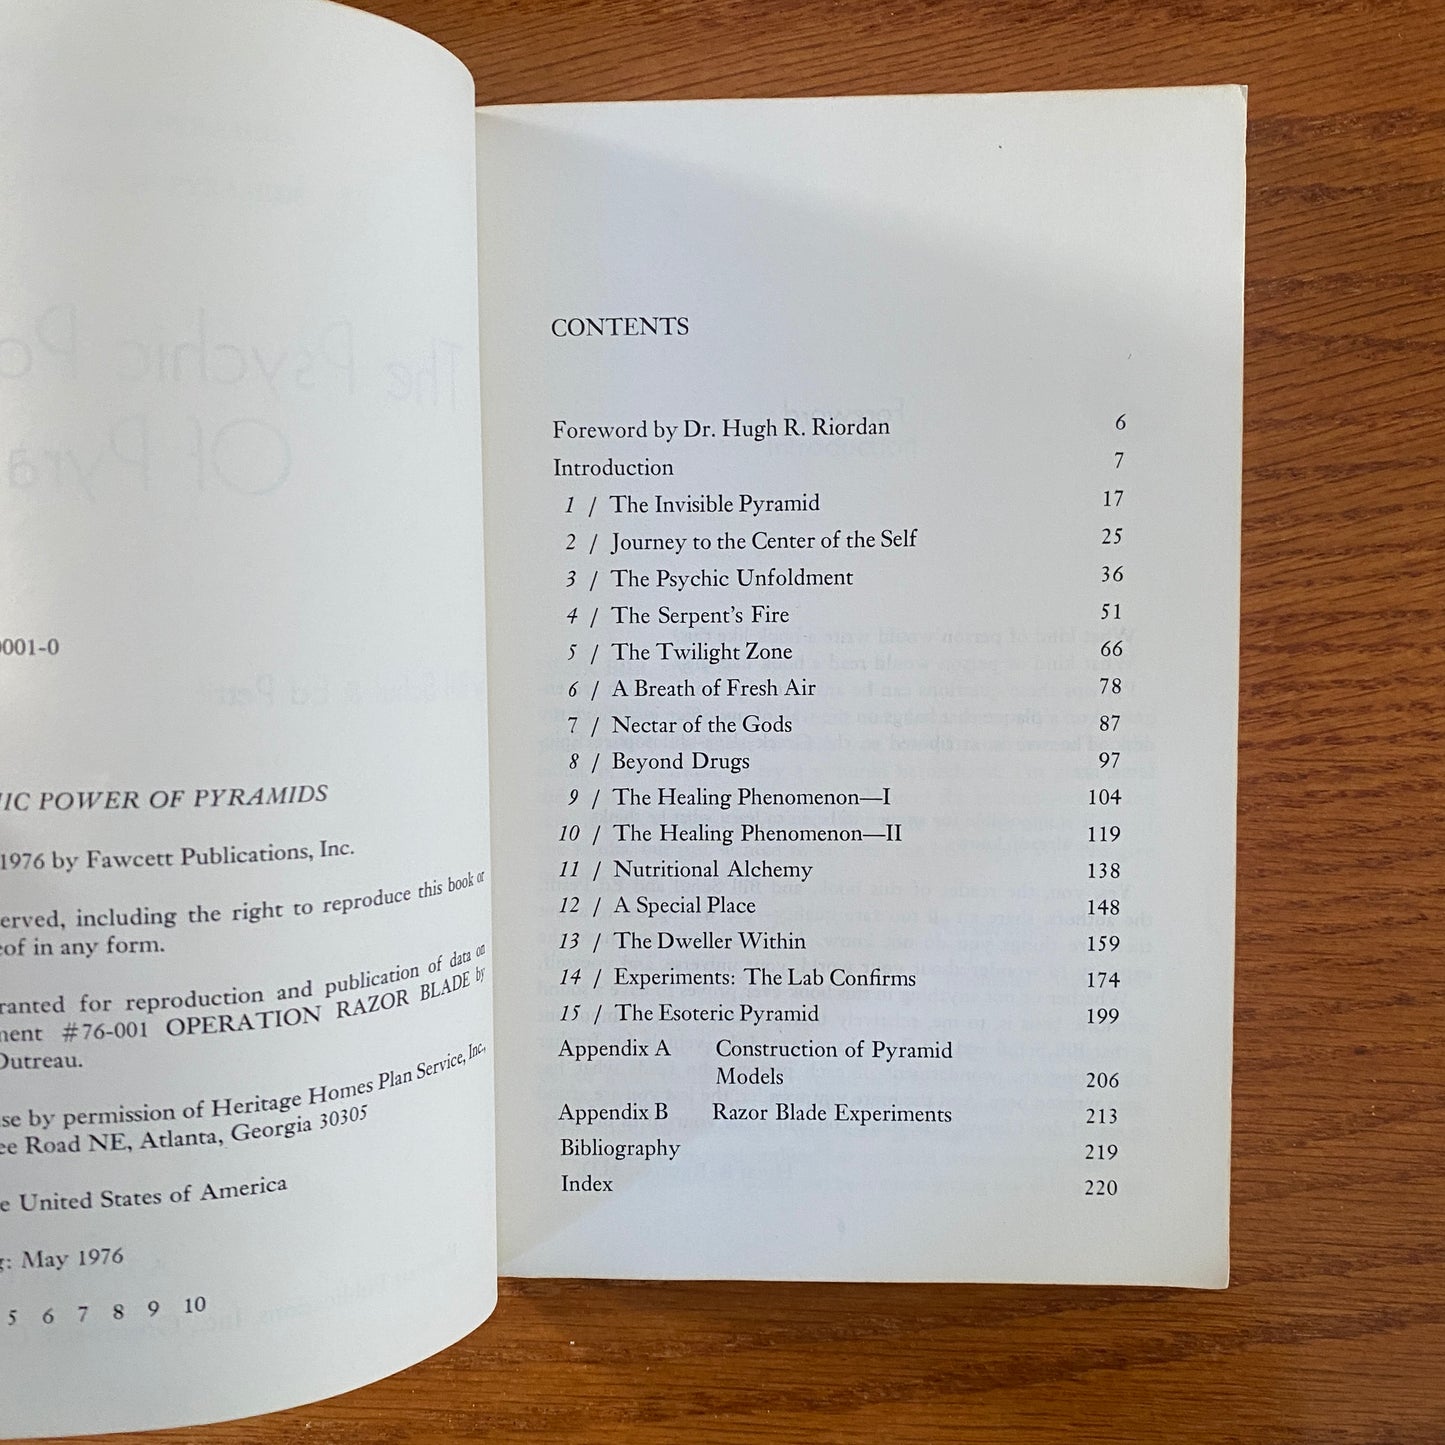 0001-0
IC POWER OF PYRAMIDS
1976 by Fawcett Publications, Inc.
erved, including the right to reproduce this book or
eof in any form.
ranted for reproduction and publication of data on
ment #76-001 OPERATION RAZOR BLADE by
Dutreau.
se by permission of Heritage Homes Plan Service, Inc.,
ee Road NE, Atlanta, Georgia 30305
e United States of America
g: May 1976
5 6 7 8 9 10
CONTENTS
Foreword by Dr. Hugh R. Riordan 6
Introduction 7
1 / The Invisible Pyramid 17
2 / Journey to the Center of the Self 25
3 / The Psychic Unfoldment 36
4 / The Serpent's Fire 51
5 / The Twilight Zone 66
6 / A Breath of Fresh Air 78
7 / Nectar of the Gods 87
8 / Beyond Drugs 97
9 / The Healing Phenomenon—I 104
10 / The Healing Phenomenon—II 119
11 / Nutritional Alchemy 138
12 / A Special Place 148
13 / The Dweller Within 159
14 / Experiments: The Lab Confirms 174
15 / The Esoteric Pyramid 199
Appendix A Construction of Pyramid
Models 206
Appendix B Razor Blade Experiments 213
Bibliography 219
Index 220